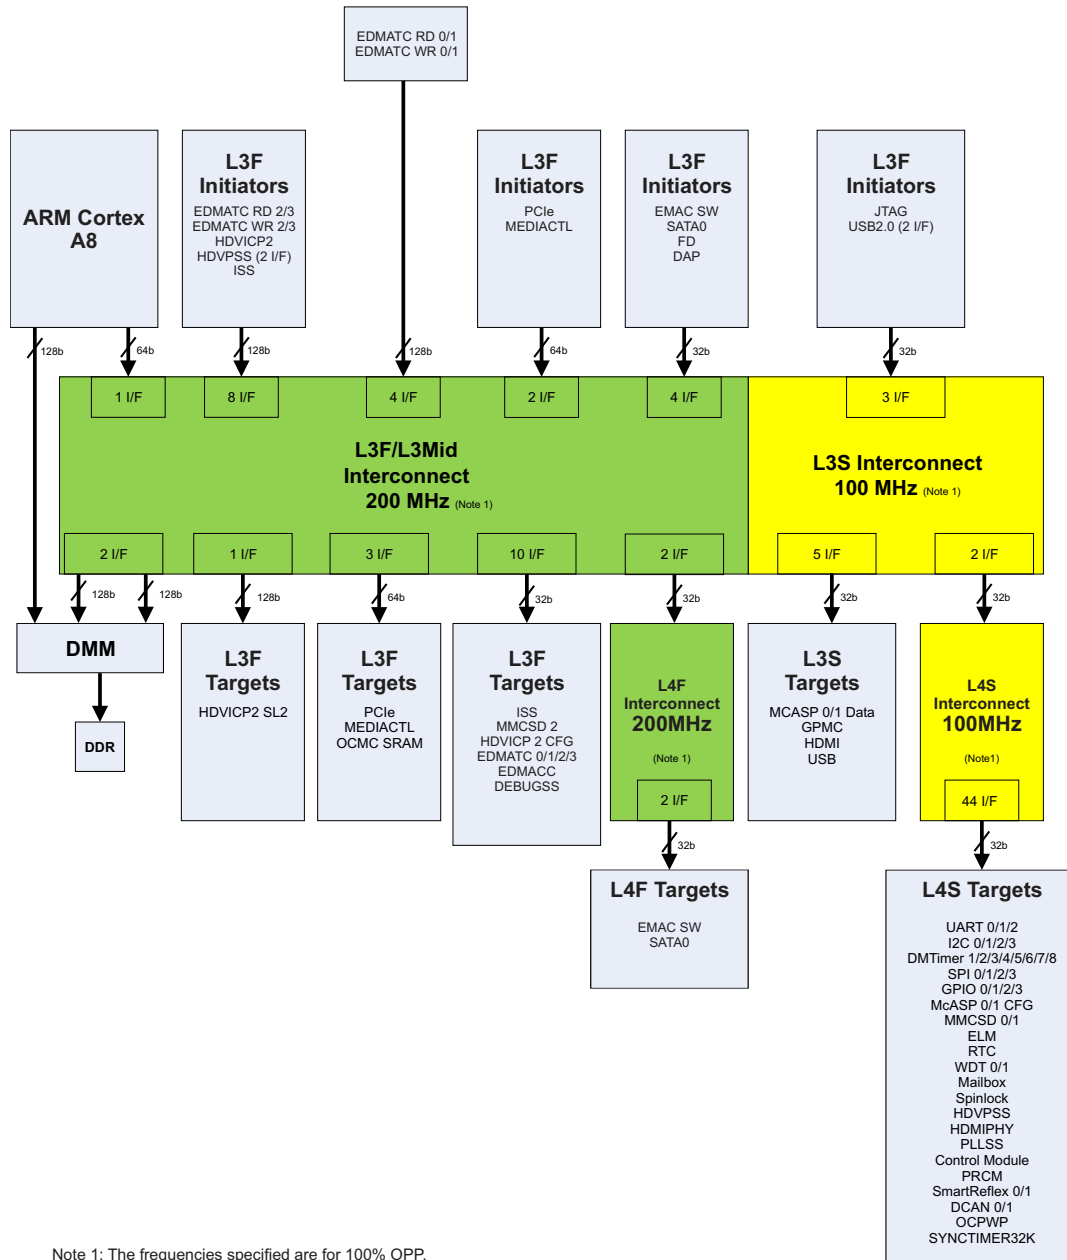 EDMATC RD 0/1
EDMATC WR 0/1
ARM Cortex
A8
L3F
Initiators
EDMATC RD 2/3
EDMATC WR 2/3
HDVICP2
HDVPSS (2 I/F)
ISS
L3F
Initiators
PCIe
MEDIACTL
L3F
Initiators
EMAC SW
SATA0
FD
DAP
L3F
Initiators
JTAG
USB2.0 (2 I/F)
128b
64b
128b
128b
64b
32b
32b
1 I/F
8 I/F
4 I/F
2 I/F
4 I/F
3 I/F
L3F/L3Mid
Interconnect
200 MHz (Note 1)
L3S Interconnect
100 MHz (Note 1)
2 I/F
1 I/F
3 I/F
10 I/F
2 I/F
5 I/F
2 I/F
128b
128b
128b
64b
32b
32b
32b
32b
DMM
DDR
L3F
Targets
HDVICP2 SL2
L3F
Targets
PCIe
MEDIACTL
OCMC SRAM
L3F
Targets
ISS
MMCSD 2
HDVICP 2 CFG
EDMATC 0/1/2/3
EDMACC
DEBUGSS
L4F
Interconnect
200MHz
(Note 1)
2 I/F
L3S
Targets
MCASP 0/1 Data
GPMC
HDMI
USB
L4S
Interconnect
100MHz
(Note1)
44 I/F
32b
32b
L4F Targets
EMAC SW
SATA0
L4S Targets
UART 0/1/2
I2C 0/1/2/3
DMTimer 1/2/3/4/5/6/7/8
SPI 0/1/2/3
GPIO 0/1/2/3
McASP 0/1 CFG
MMCSD 0/1
ELM
RTC
WDT 0/1
Mailbox
Spinlock
HDVPSS
HDMIPHY
PLLSS
Control Module
PRCM
SmartReflex 0/1
DCAN 0/1
OCPWP
SYNCTIMER32K
Note 1: The frequencies specified are for 100% OPP.